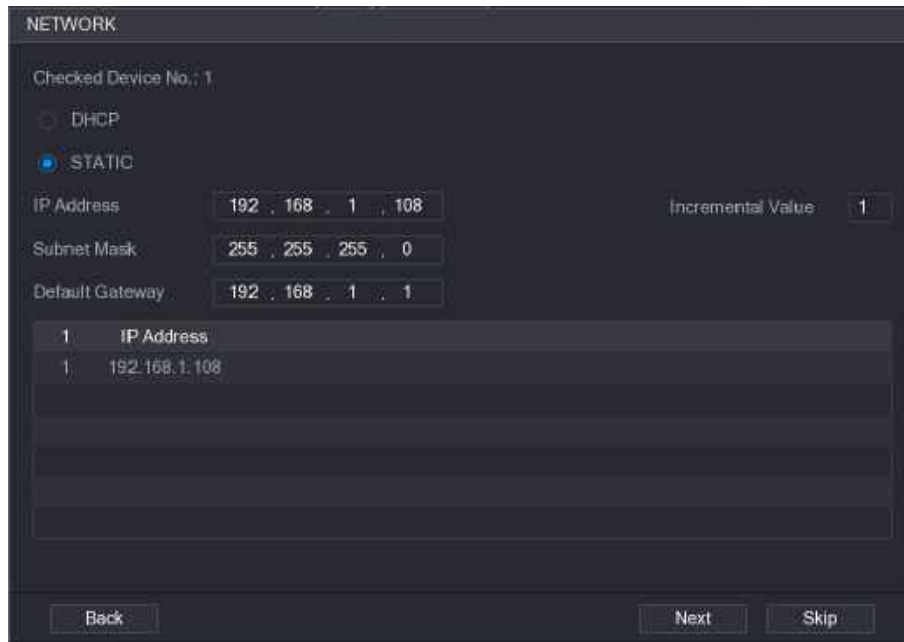 NETWORK
Checked Device No.: 1
DHCP
STATIC
IP Address 192 . 168 . 1 . 108 Incremental Value 1
Subnet Mask 255 . 255 . 255 . 0
Default Gateway 192 . 168 . 1 . 1
1 IP Address
1 192.168.1.108
Back Next Skip